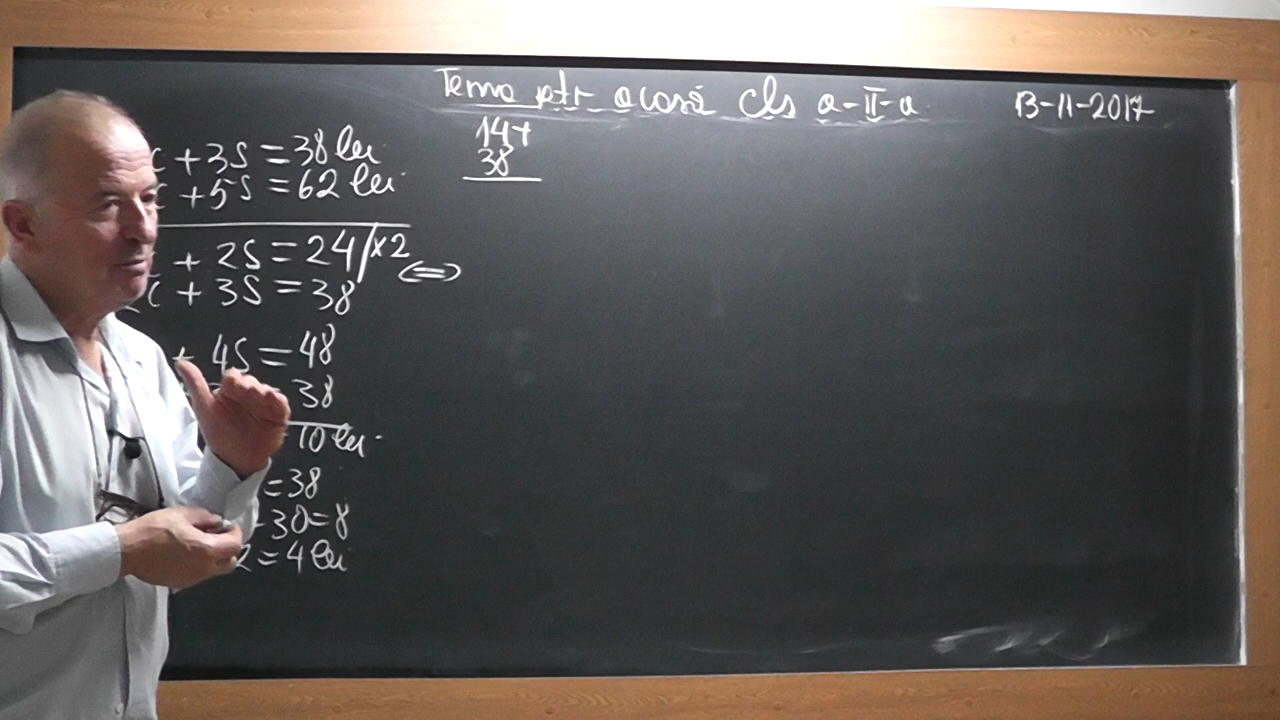 Tema ptr acasă Cls a-II-a 13-11-2017
14+
38
c + 3S = 38 lei
c + 5S = 62 lei
c + 2S = 24 /x2
c + 3S = 38 <=>
+ 4S = 48
38
10 lei.
= 38
30 = 8
2 = 4 lei